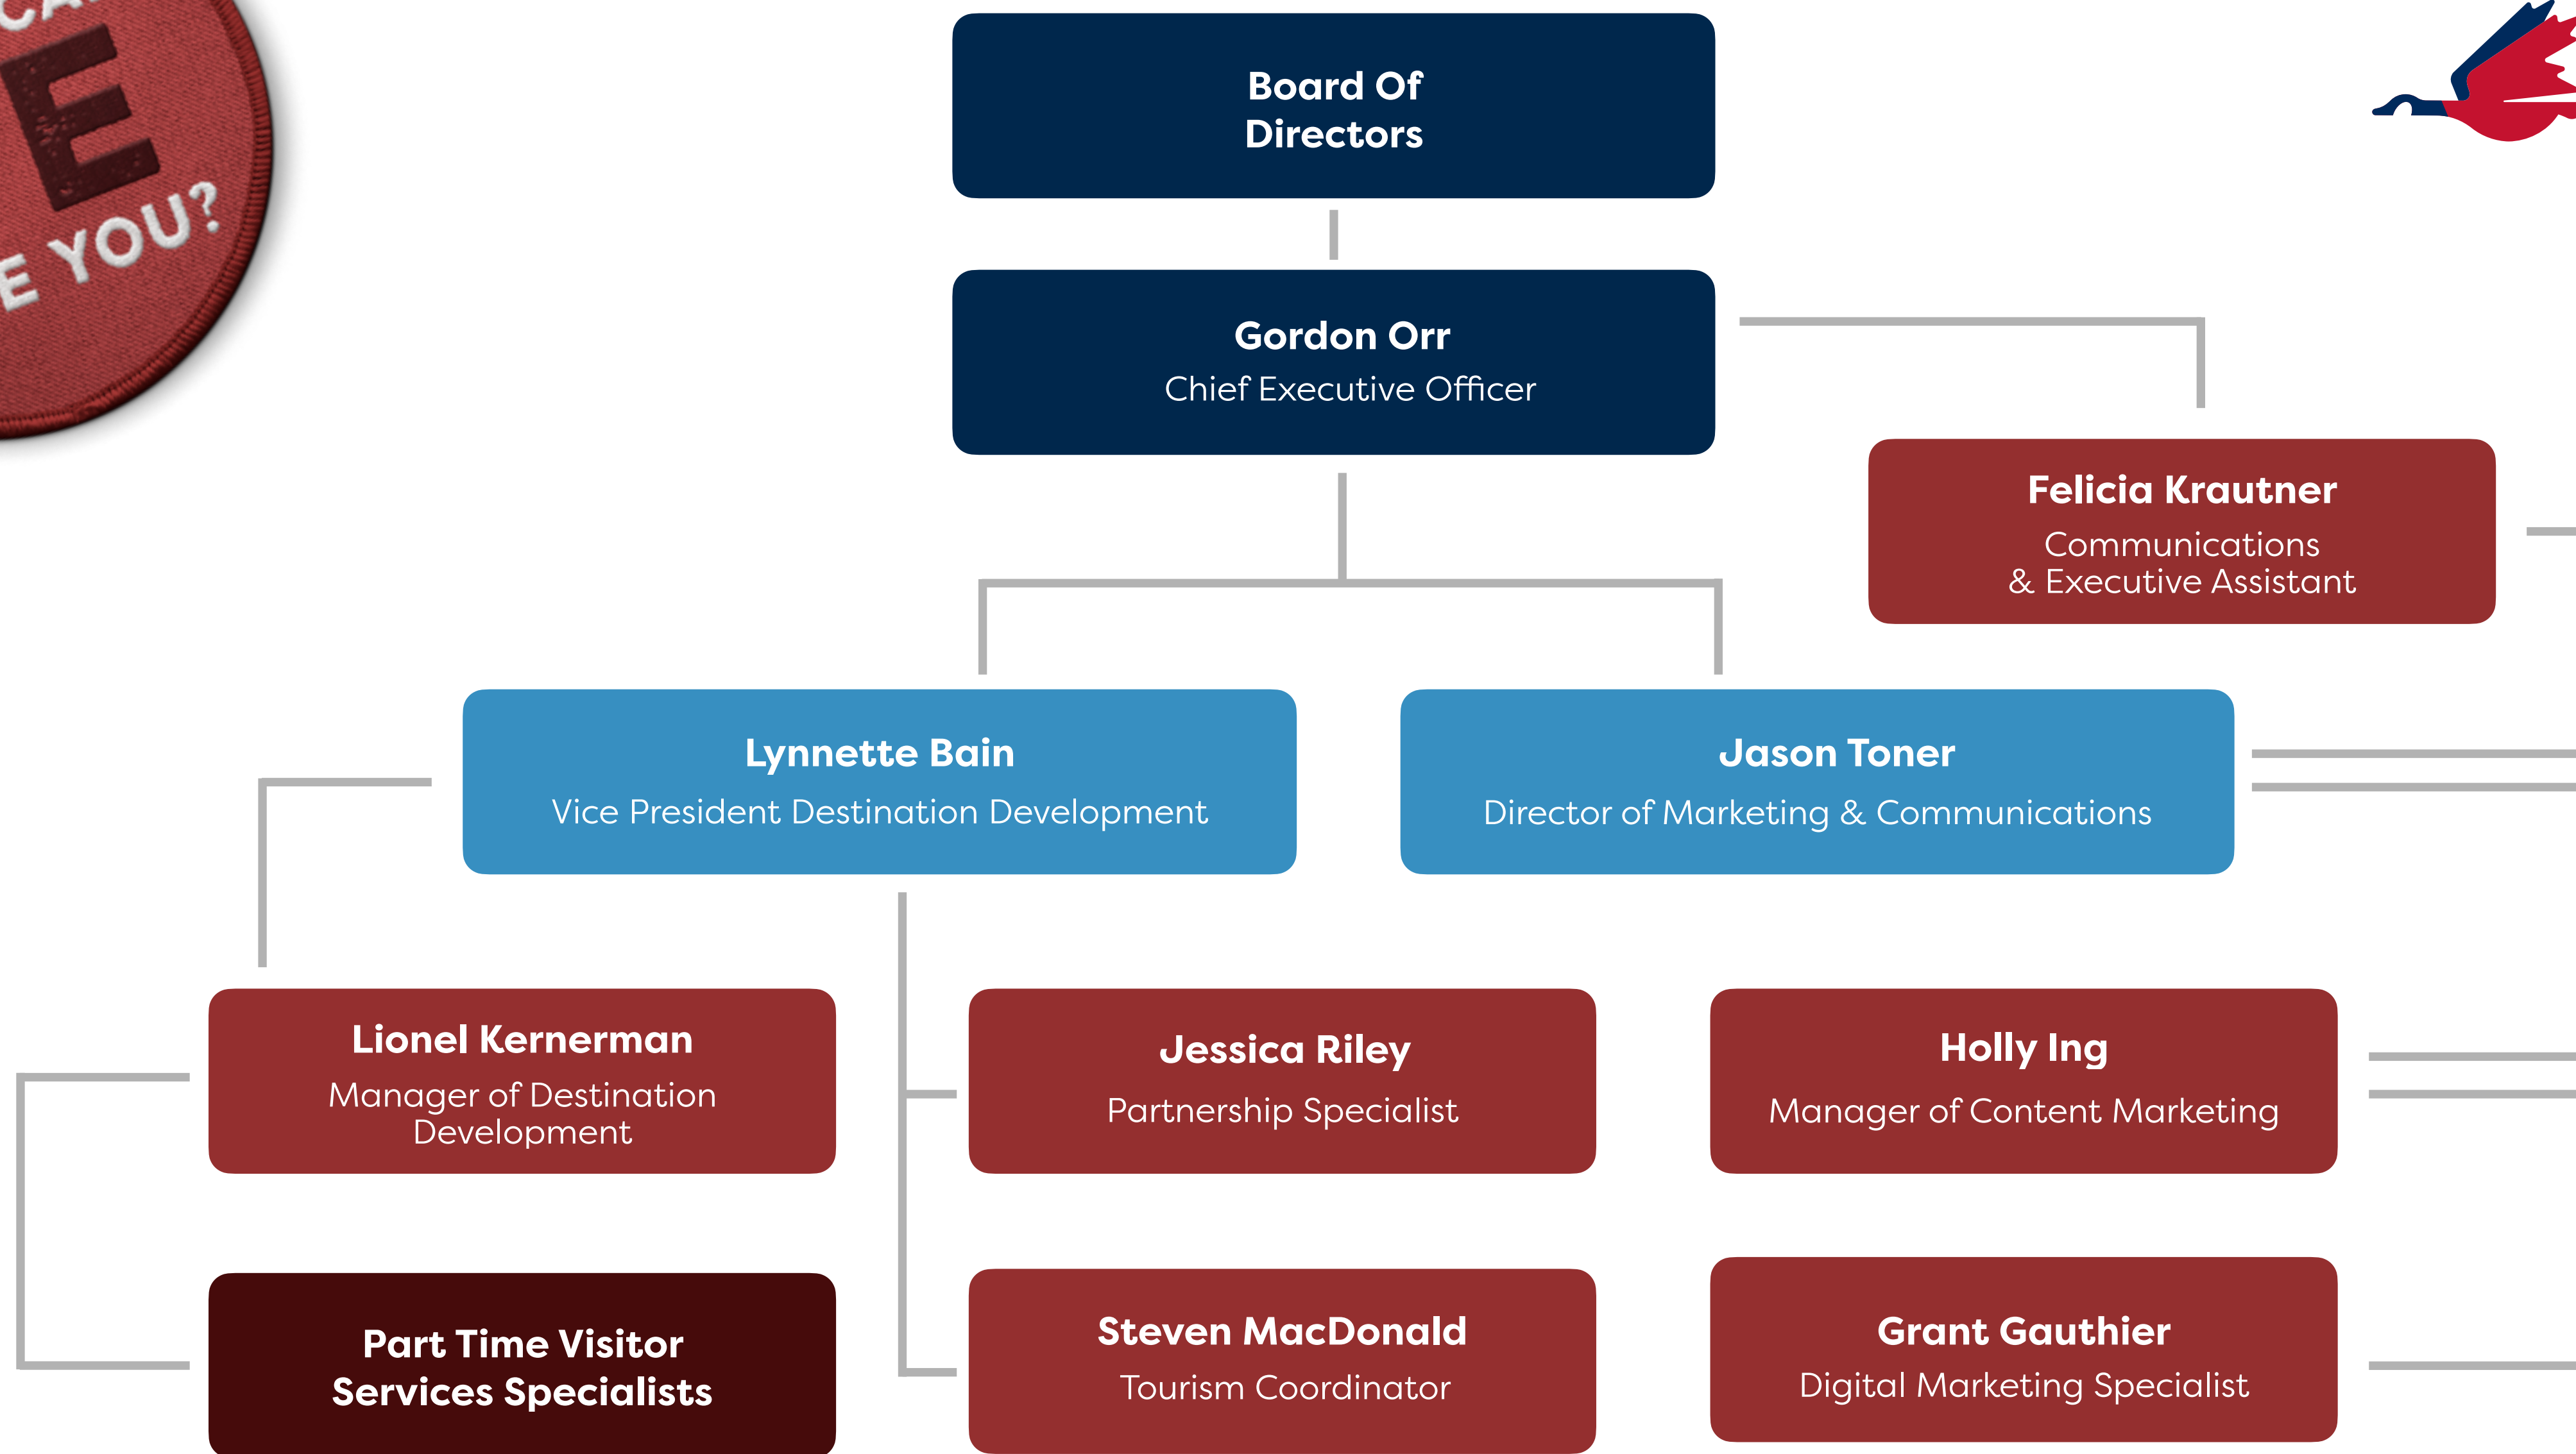 E
YOU?
Board Of
Directors
Gordon Orr
Chief Executive Officer
Felicia Krautner
Communications
& Executive Assistant
Lynnette Bain
Vice President Destination Development
Jason Toner
Director of Marketing & Communications
Lionel Kernerman
Manager of Destination
Development
Jessica Riley
Partnership Specialist
Holly Ing
Manager of Content Marketing
Part Time Visitor
Services Specialists
Steven MacDonald
Tourism Coordinator
Grant Gauthier
Digital Marketing Specialist